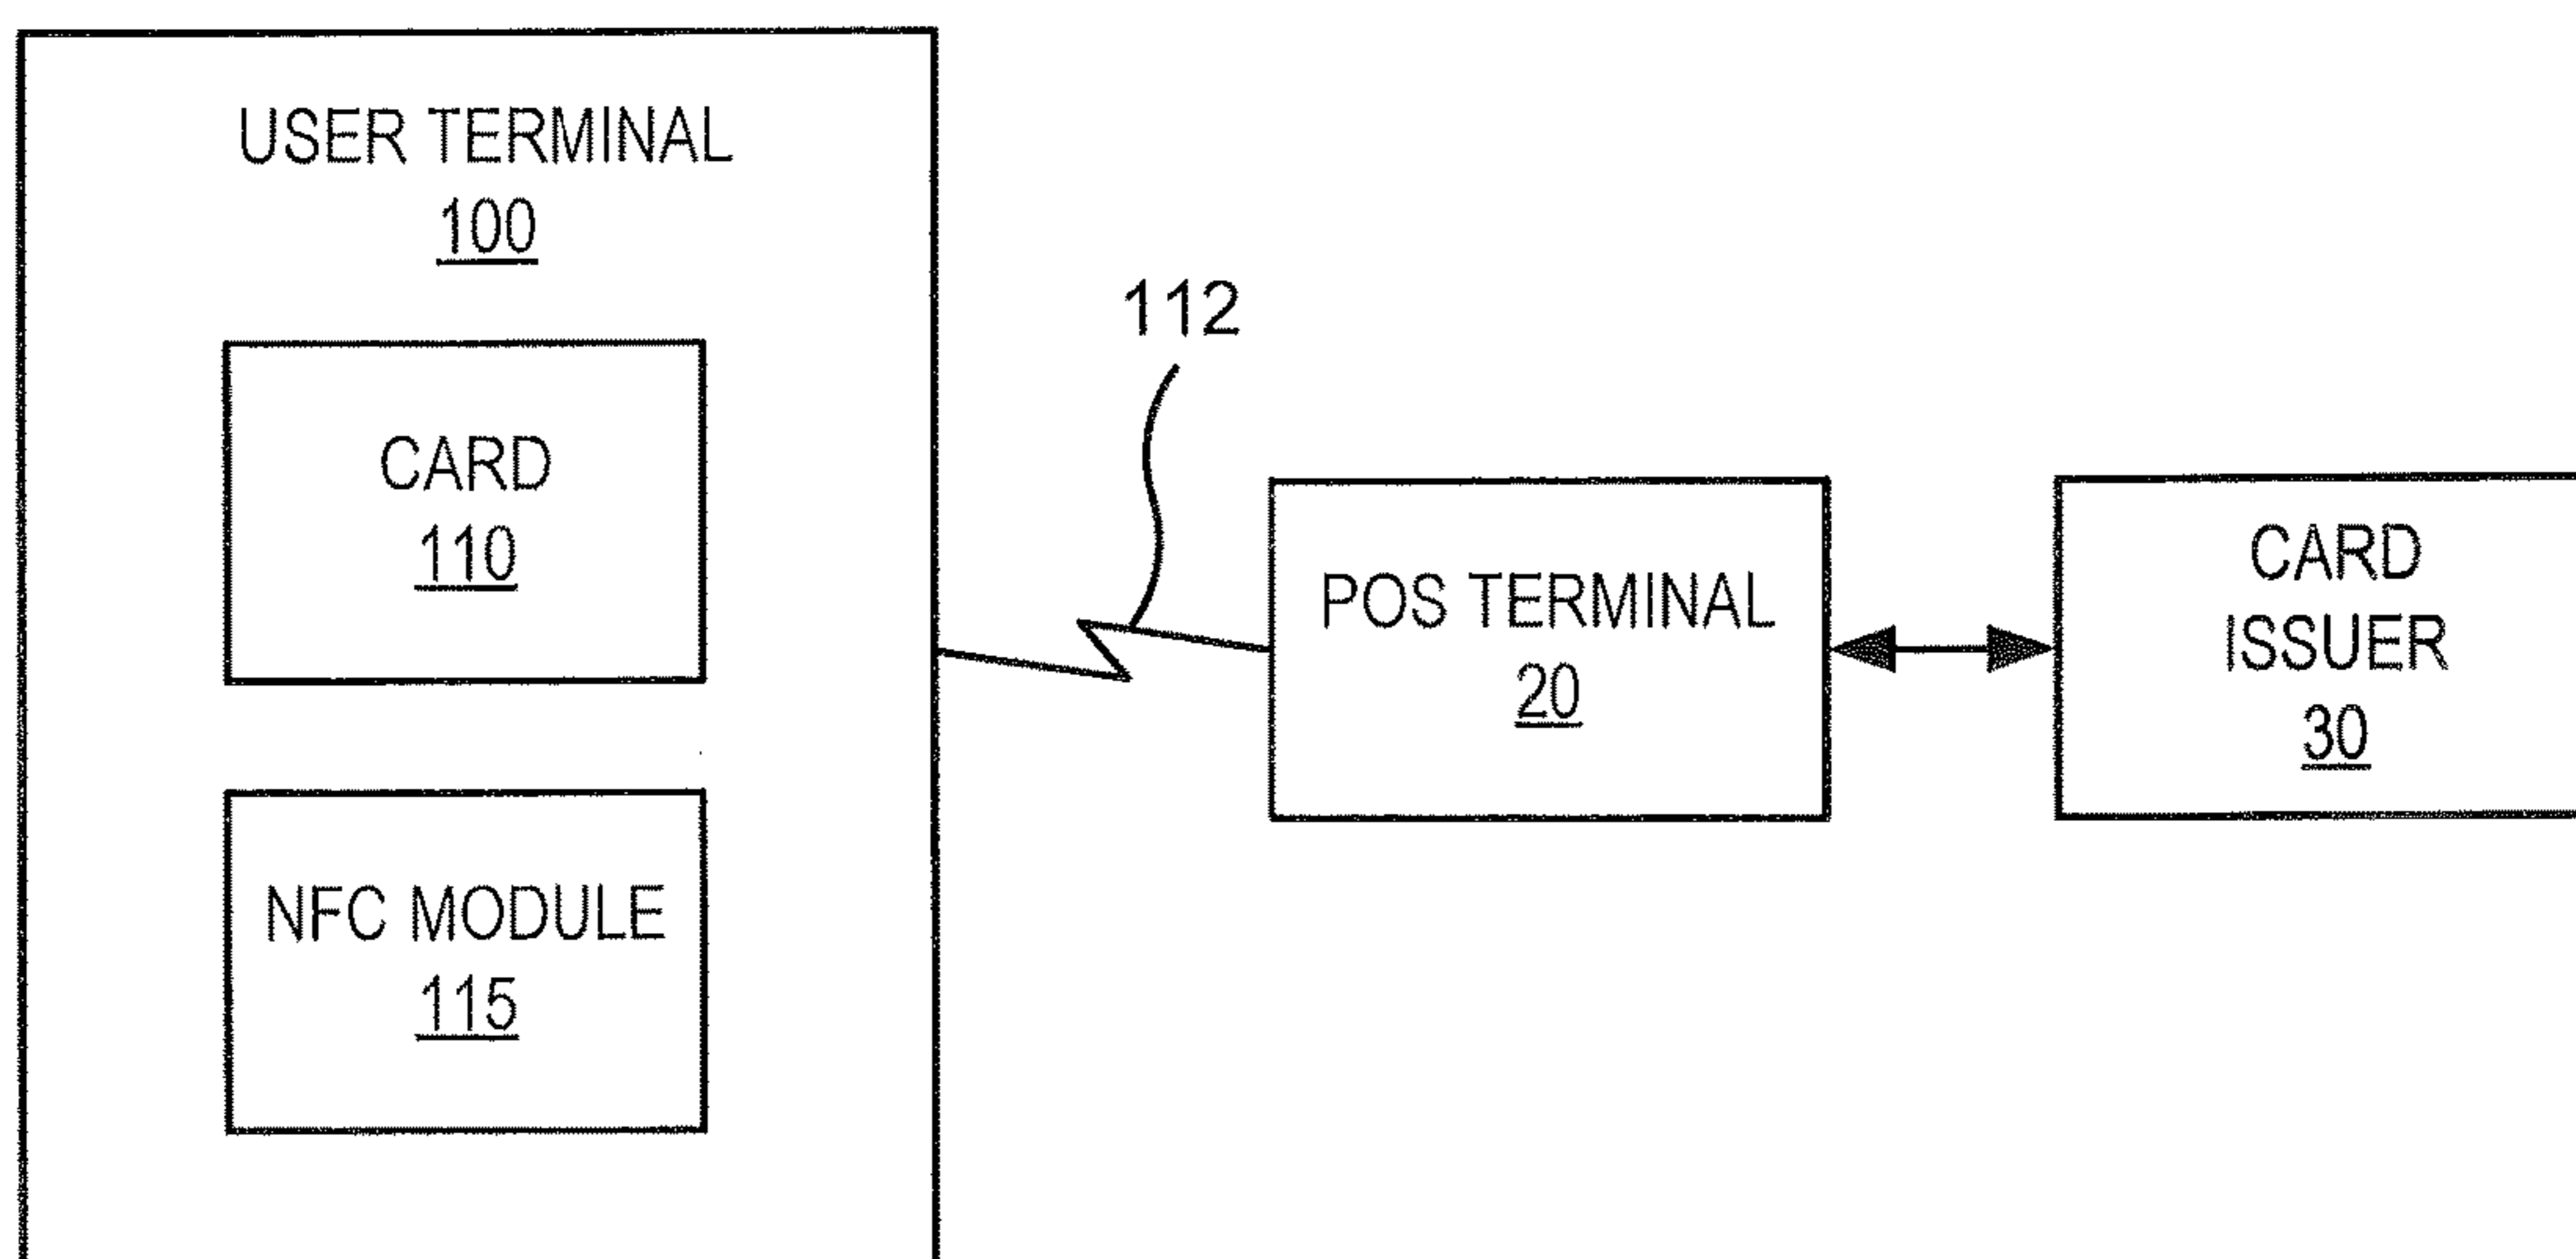 USER TERMINAL
100
CARD
110
NFC MODULE
115
112
POS TERMINAL
20
CARD
ISSUER
30